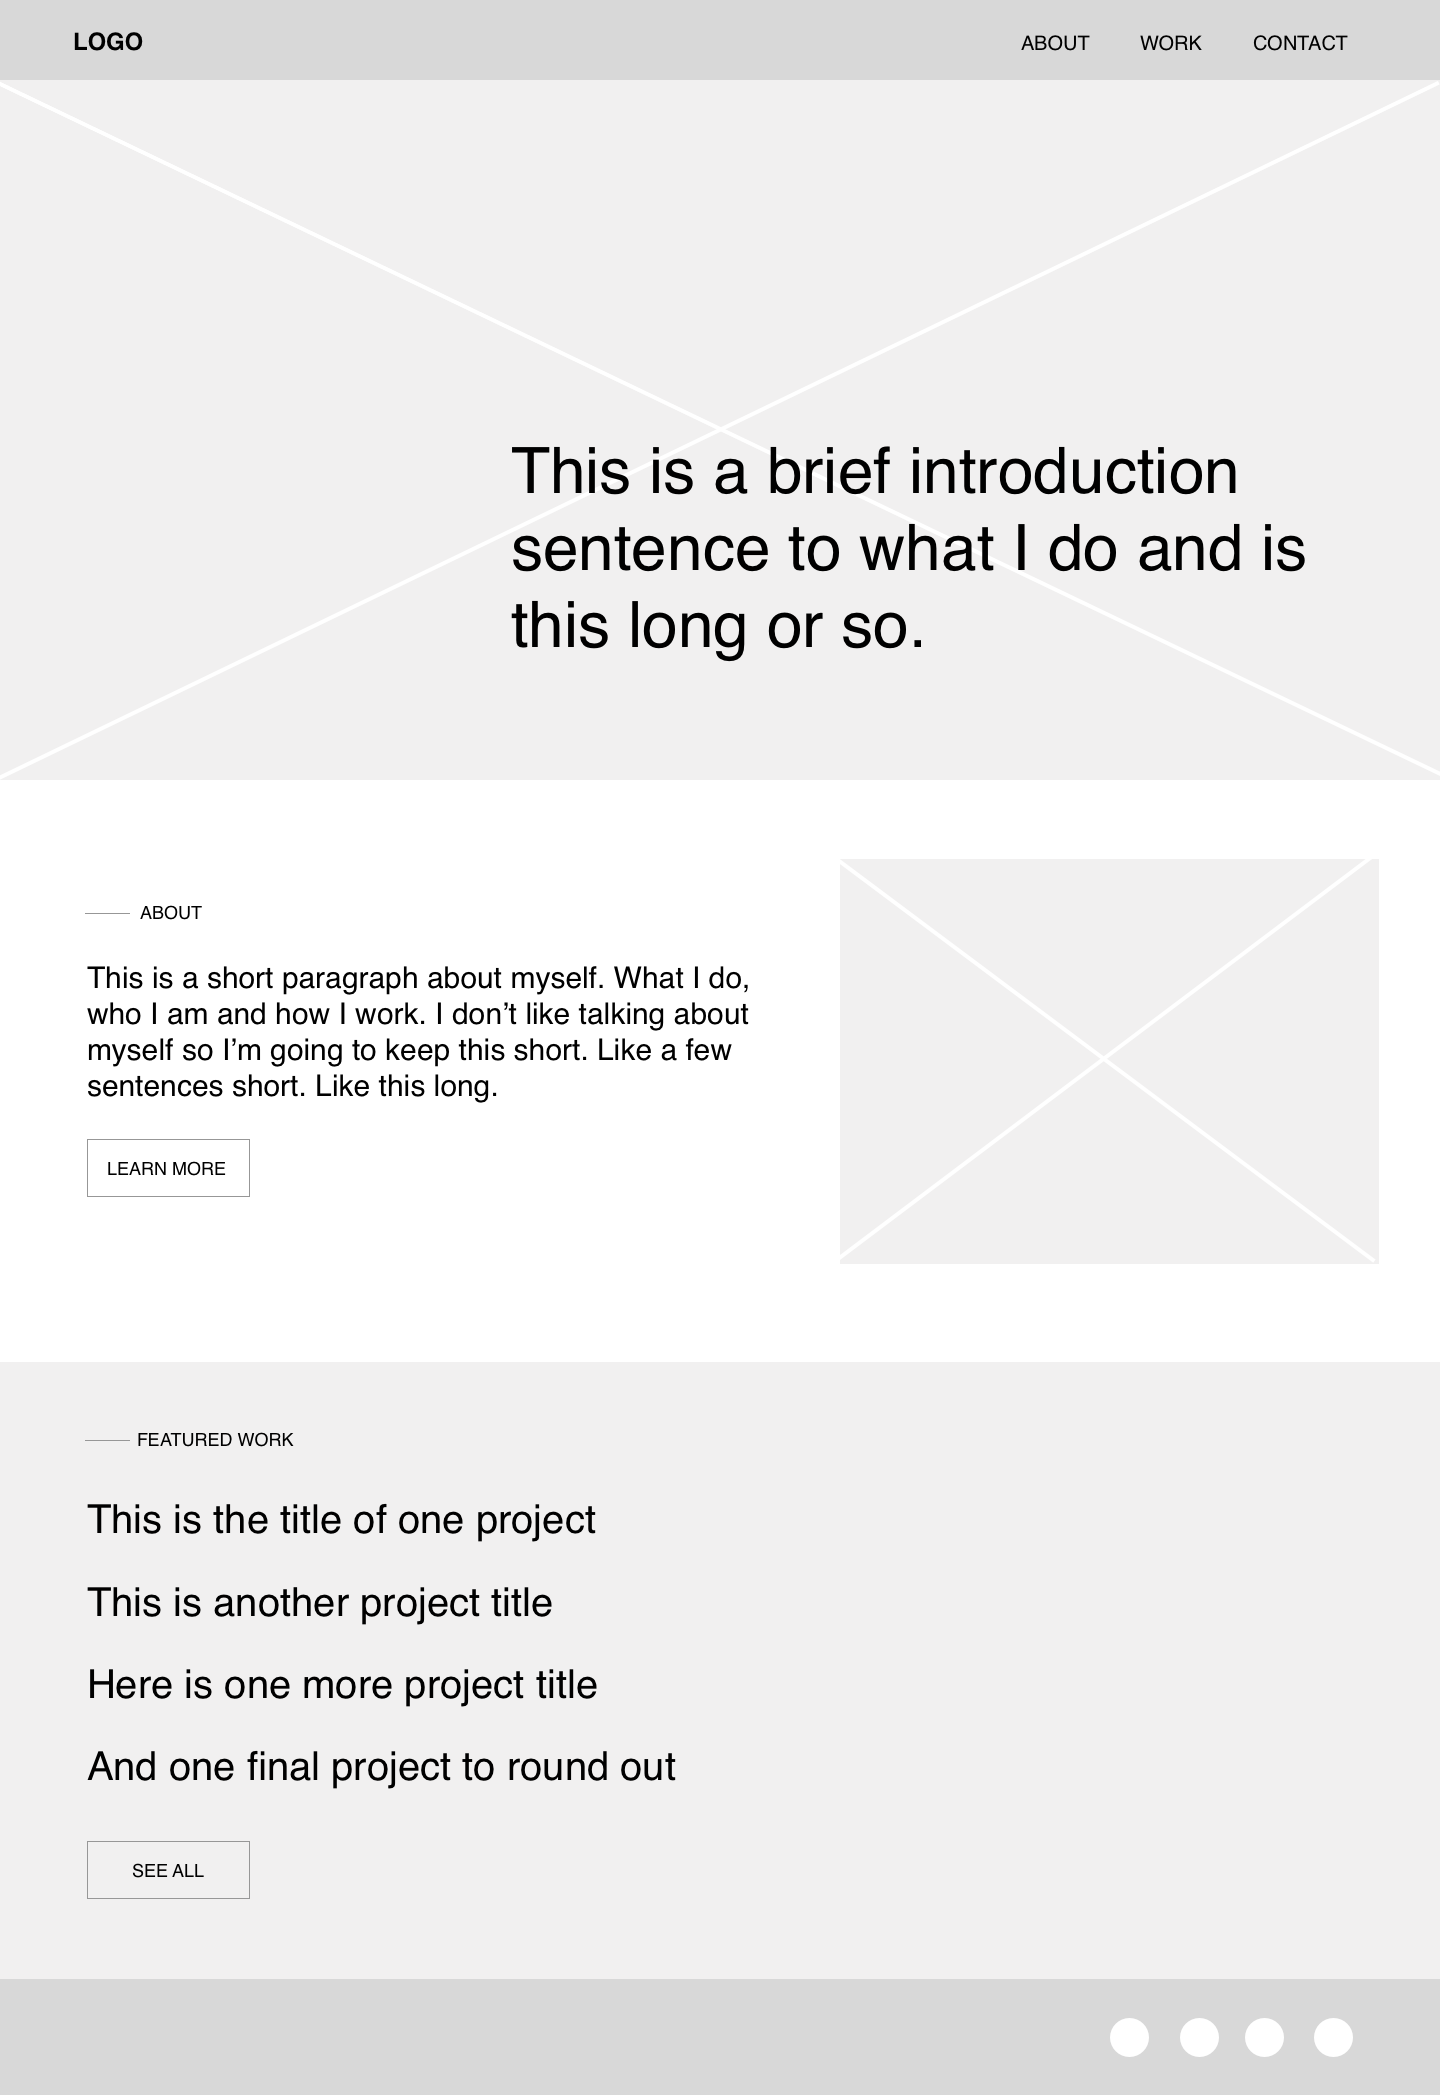 LOGO
ABOUT WORK CONTACT
This is a brief introduction
sentence to what I do and is
this long or so.
ABOUT
This is a short paragraph about myself. What I do,
who I am and how I work. I don’t like talking about
myself so I’m going to keep this short. Like a few
sentences short. Like this long.
LEARN MORE
FEATURED WORK
This is the title of one project
This is another project title
Here is one more project title
And one final project to round out
SEE ALL